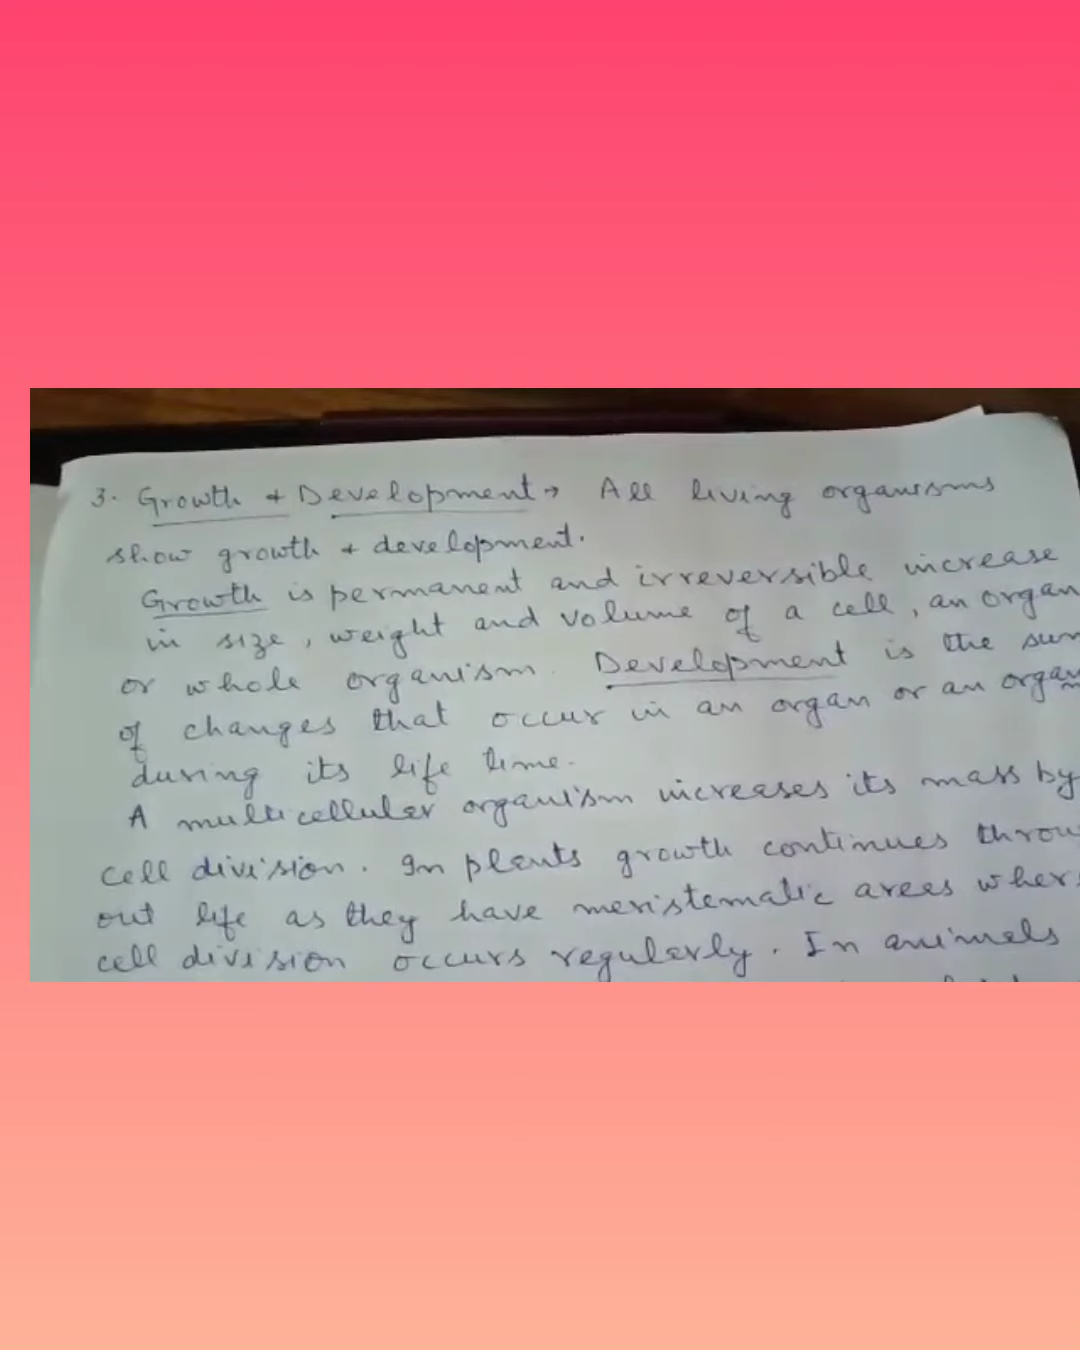 3. Growth & Development → All living organisms
show growth & development.
Growth is permanent and irreversible increase
in size, weight and volume of a cell, an organ
or whole organism. Development is the sum
of changes that occur in an organ or an organ
during its life time.
A multicellular organism increases its mass by
cell division. In plants growth continues throu
out life as they have meristematic areas where
cell division occurs regularly. In animals